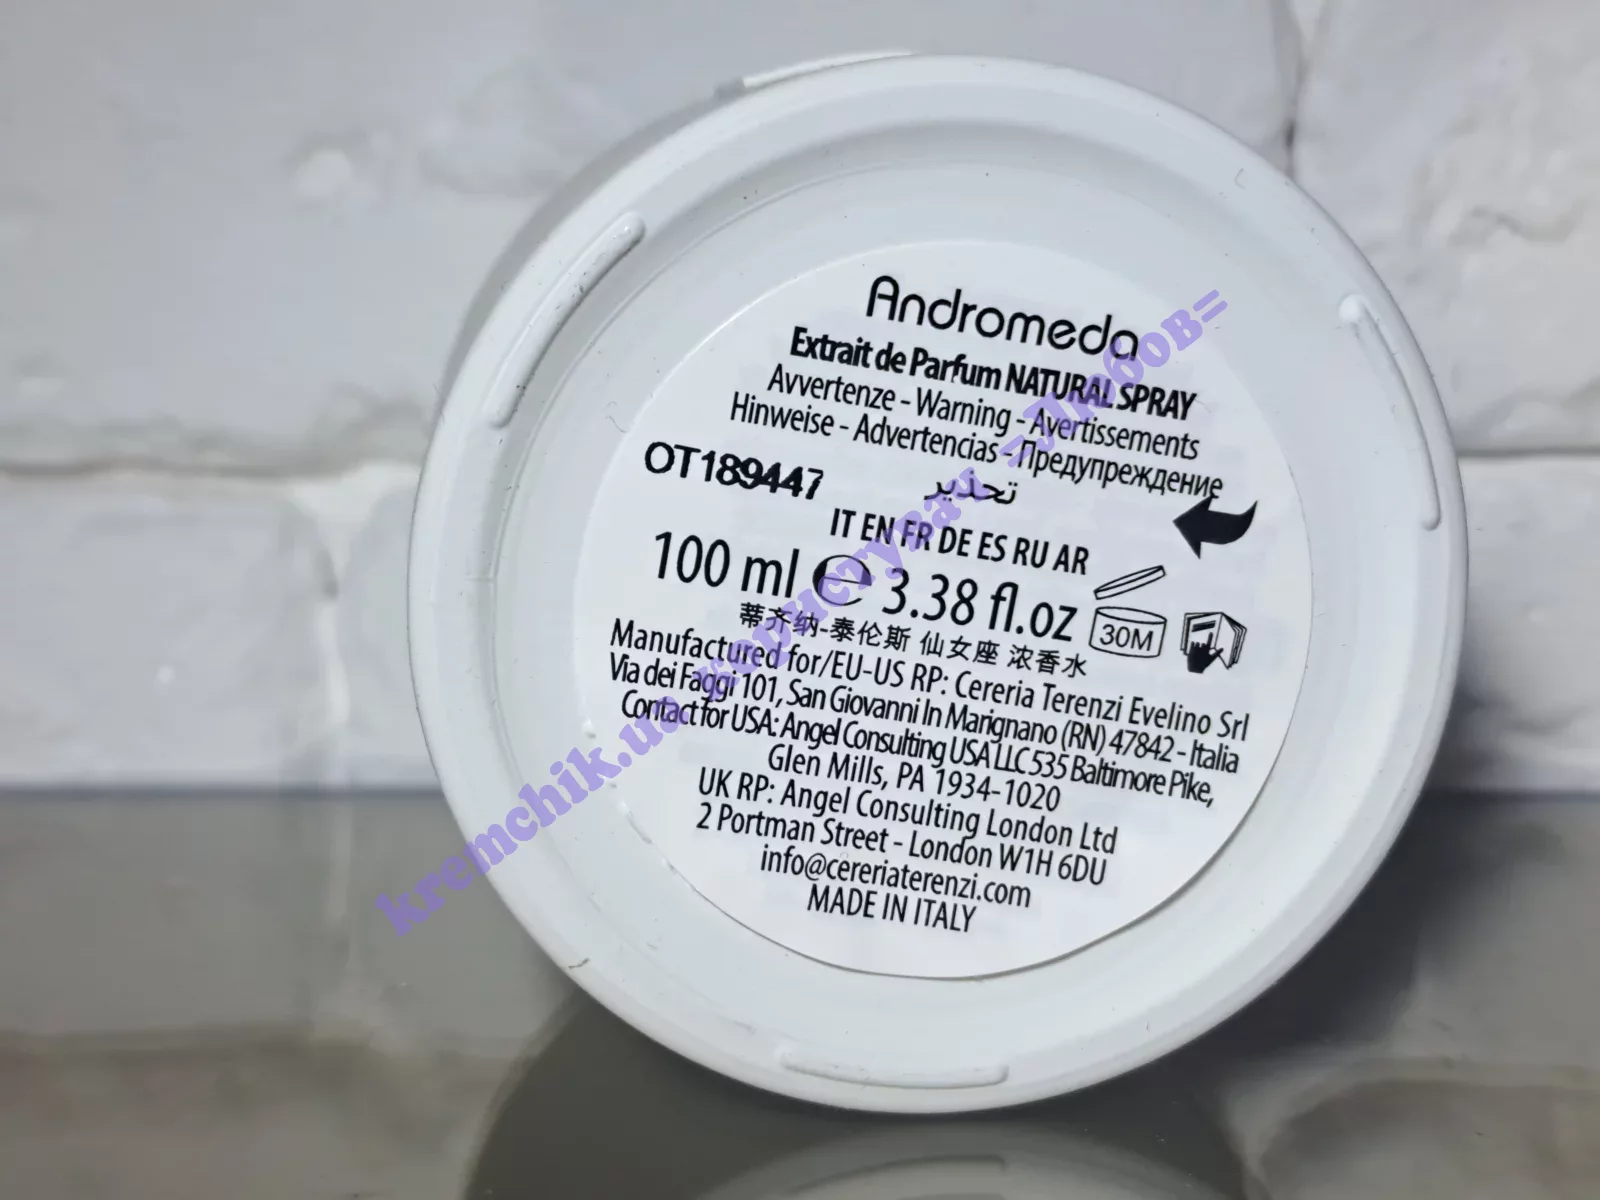 Andromeda
Extrait de Parfum NATURAL SPRAY
Avvertenze - Warning - Avertissements
Hinweise - Advertencias - Предупреждение
تحذير
OT189447
IT EN FR DE ES RU AR
100 ml e 3.38 fl.oz
30M
蒂齐纳-泰伦斯 仙女座 浓香水
Manufactured for/EU-US RP: Cereria Terenzi Evelino Srl
Via dei Faggi 101, San Giovanni In Marignano (RN) 47842 - Italia
Contact for USA: Angel Consulting USA LLC 535 Baltimore Pike,
Glen Mills, PA 1934-1020
UK RP: Angel Consulting London Ltd
2 Portman Street - London W1H 6DU
info@cereriaterenzi.com
MADE IN ITALY
kremchik.ua користувач =Любов=